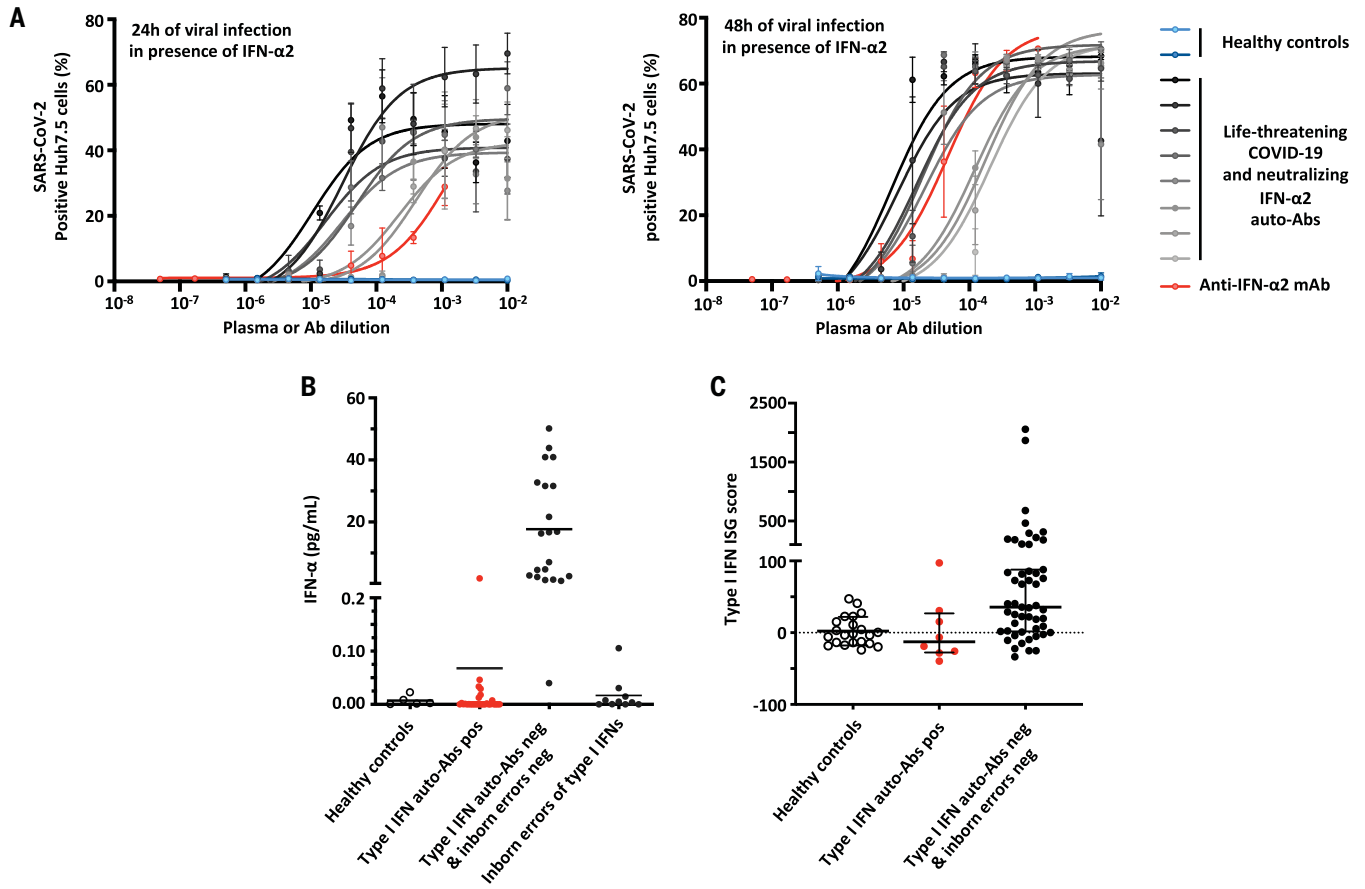 A
24h of viral infection
in presence of IFN-α2
SARS-CoV-2
Positive Huh7.5 cells (%)
80
60
40
20
0
10-8
10-7
10-6
10-5
10-4
10-3
10-2
Plasma or Ab dilution
48h of viral infection
in presence of IFN-α2
SARS-CoV-2
positive Huh7.5 cells (%)
80
60
40
20
0
10-8
10-7
10-6
10-5
10-4
10-3
10-2
Plasma or Ab dilution
Healthy controls
Life-threatening
COVID-19
and neutralizing
IFN-α2
auto-Abs
Anti-IFN-α2 mAb
B
IFN-α (pg/mL)
60
40
20
0.2
0.10
0.00
Healthy controls
Type I IFN auto-Abs pos
Type I IFN auto-Abs neg
& inborn errors neg
Inborn errors of type I IFNs
C
Type I IFN ISG score
2500
1500
500
100
0
-100
Healthy controls
Type I IFN auto-Abs pos
Type I IFN auto-Abs neg
& inborn errors neg